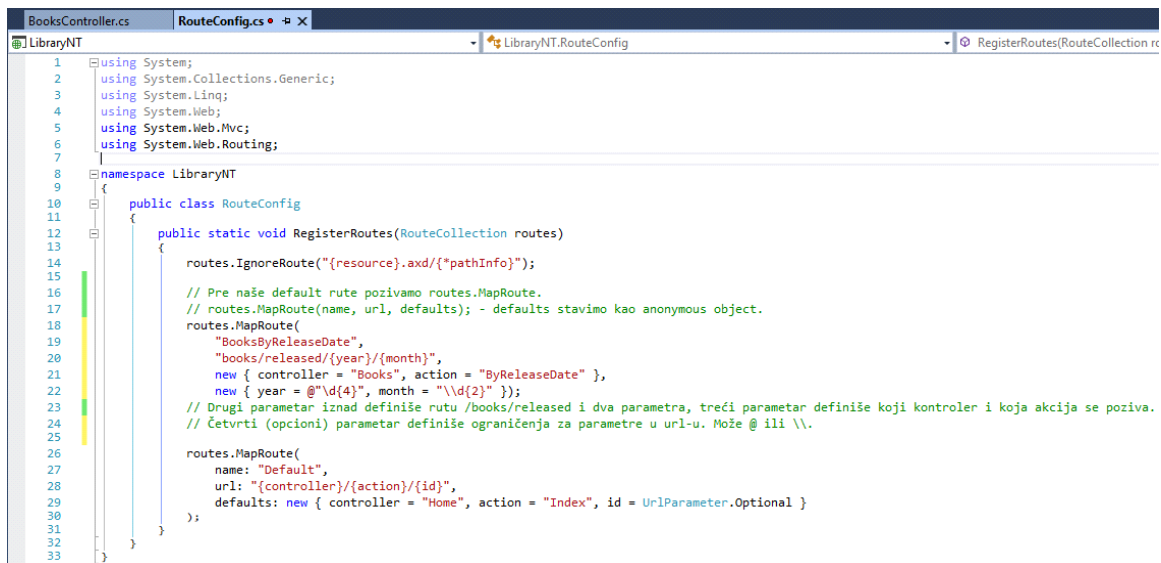 BooksController.cs
RouteConfig.cs
LibraryNT
LibraryNT.RouteConfig
RegisterRoutes(RouteCollection ro
1 using System;
2 using System.Collections.Generic;
3 using System.Linq;
4 using System.Web;
5 using System.Web.Mvc;
6 using System.Web.Routing;
7
8 namespace LibraryNT
9 {
10 public class RouteConfig
11 {
12 public static void RegisterRoutes(RouteCollection routes)
13 {
14 routes.IgnoreRoute("{resource}.axd/{*pathInfo}");
15
16 // Pre naše default rute pozivamo routes.MapRoute.
17 // routes.MapRoute(name, url, defaults); - defaults stavimo kao anonymous object.
18 routes.MapRoute(
19 "BooksByReleaseDate",
20 "books/released/{year}/{month}",
21 new { controller = "Books", action = "ByReleaseDate" },
22 new { year = @"\d{4}", month = "\\d{2}" });
23 // Drugi parametar iznad definiše rutu /books/released i dva parametra, treći parametar definiše koji kontroler i koja akcija se poziva.
24 // Četvrti (opcioni) parametar definiše ograničenja za parametre u url-u. Može @ ili \\.
25
26 routes.MapRoute(
27 name: "Default",
28 url: "{controller}/{action}/{id}",
29 defaults: new { controller = "Home", action = "Index", id = UrlParameter.Optional }
30 );
31 }
32 }
33 }